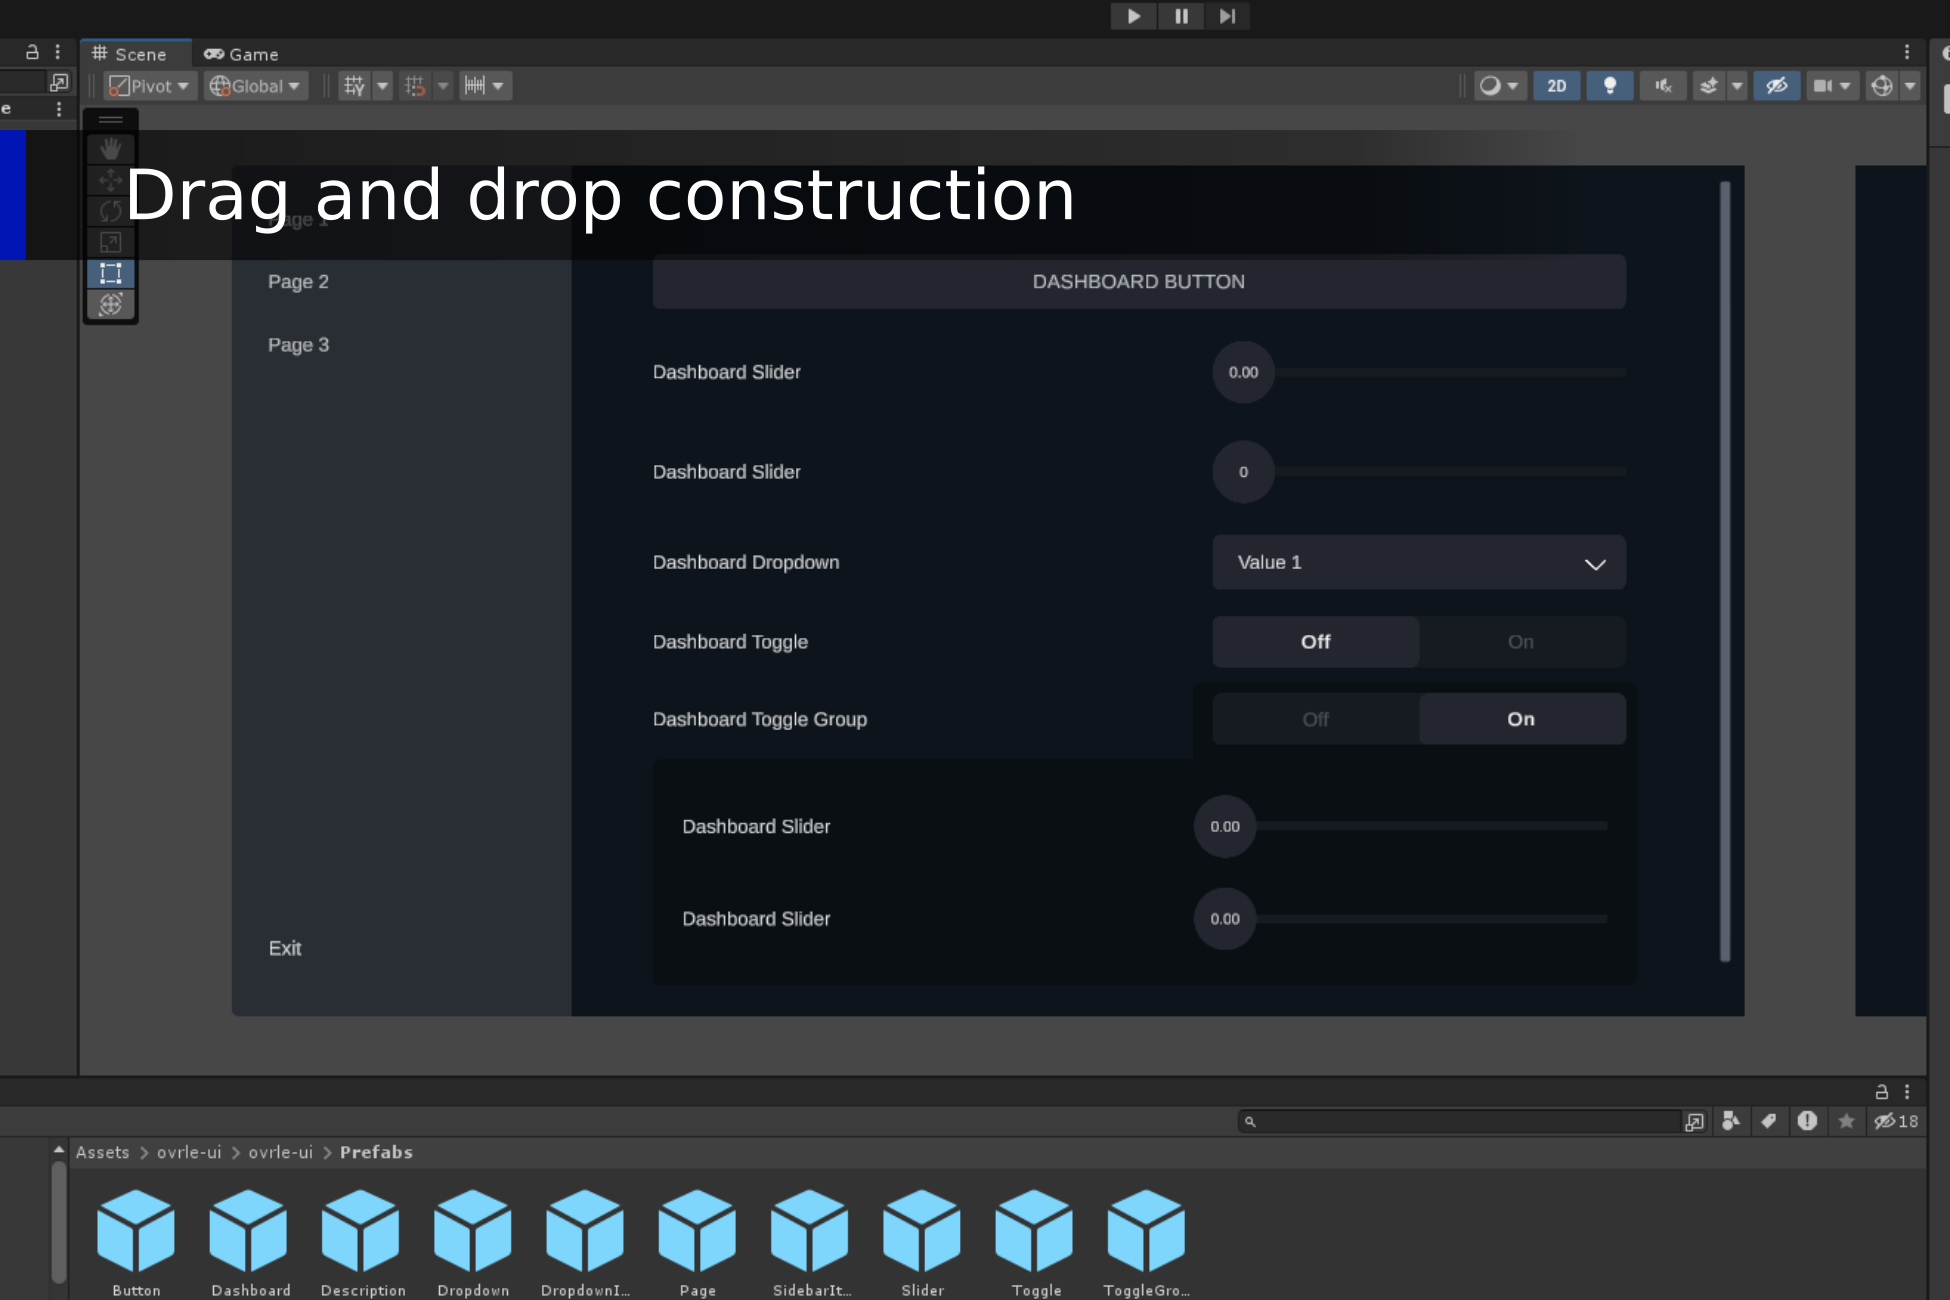 Scene
Game
e
Pivot
Global
2D
Drag and drop construction
Page 1
Page 2
DASHBOARD BUTTON
Page 3
Dashboard Slider
0.00
Dashboard Slider
0
Dashboard Dropdown
Value 1
Dashboard Toggle
Off
On
Dashboard Toggle Group
Off
On
Dashboard Slider
0.00
Dashboard Slider
0.00
Exit
18
Assets > ovrle-ui > ovrle-ui > Prefabs
Button
Dashboard
Description
Dropdown
DropdownI...
Page
SidebarIt...
Slider
Toggle
ToggleGro...